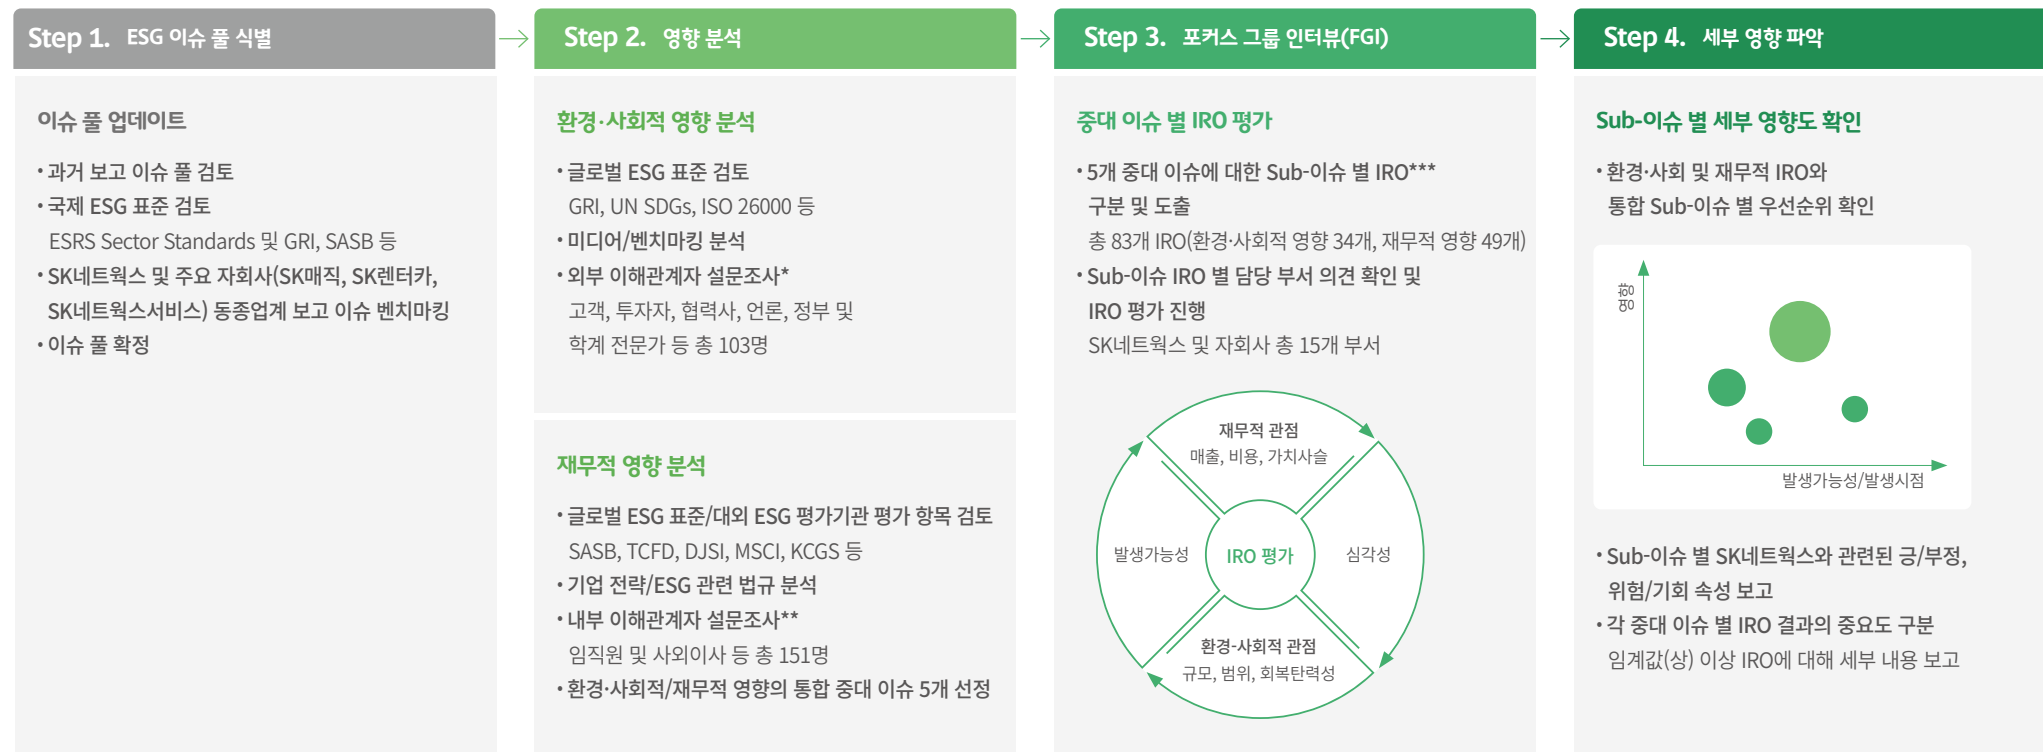 Step 1. ESG 이슈 풀 식별
이슈 풀 업데이트
• 과거 보고 이슈 풀 검토
• 국제 ESG 표준 검토
ESRS Sector Standards 및 GRI, SASB 등
• SK네트웍스 및 주요 자회사(SK매직, SK렌터카,
SK네트웍스서비스) 동종업계 보고 이슈 벤치마킹
• 이슈 풀 확정
Step 2. 영향 분석
환경·사회적 영향 분석
• 글로벌 ESG 표준 검토
GRI, UN SDGs, ISO 26000 등
• 미디어/벤치마킹 분석
• 외부 이해관계자 설문조사*
고객, 투자자, 협력사, 언론, 정부 및
학계 전문가 등 총 103명
재무적 영향 분석
• 글로벌 ESG 표준/대외 ESG 평가기관 평가 항목 검토
SASB, TCFD, DJSI, MSCI, KCGS 등
• 기업 전략/ESG 관련 법규 분석
• 내부 이해관계자 설문조사**
임직원 및 사외이사 등 총 151명
• 환경·사회적/재무적 영향의 통합 중대 이슈 5개 선정
Step 3. 포커스 그룹 인터뷰(FGI)
중대 이슈 별 IRO 평가
• 5개 중대 이슈에 대한 Sub-이슈 별 IRO***
구분 및 도출
총 83개 IRO(환경·사회적 영향 34개, 재무적 영향 49개)
• Sub-이슈 IRO 별 담당 부서 의견 확인 및
IRO 평가 진행
SK네트웍스 및 자회사 총 15개 부서
재무적 관점
매출, 비용, 가치사슬
발생가능성
IRO 평가
심각성
환경-사회적 관점
규모, 범위, 회복탄력성
Step 4. 세부 영향 파악
Sub-이슈 별 세부 영향도 확인
• 환경·사회 및 재무적 IRO와
통합 Sub-이슈 별 우선순위 확인
영향
발생가능성/발생시점
• Sub-이슈 별 SK네트웍스와 관련된 긍/부정,
위험/기회 속성 보고
• 각 중대 이슈 별 IRO 결과의 중요도 구분
임계값(상) 이상 IRO에 대해 세부 내용 보고